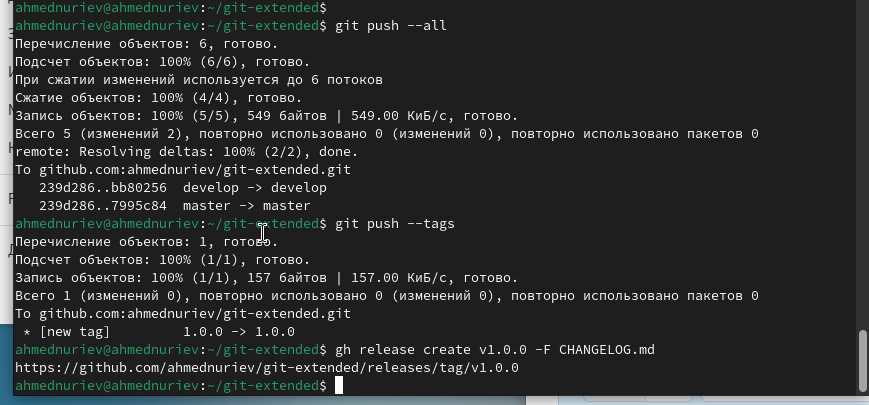 ahmednuriev@ahmednuriev:~/git-extended$
ahmednuriev@ahmednuriev:~/git-extended$ git push --all
Перечисление объектов: 6, готово.
Подсчет объектов: 100% (6/6), готово.
При сжатии изменений используется до 6 потоков
Сжатие объектов: 100% (4/4), готово.
Запись объектов: 100% (5/5), 549 байтов | 549.00 КиБ/с, готово.
Всего 5 (изменений 2), повторно использовано 0 (изменений 0), повторно использовано пакетов 0
remote: Resolving deltas: 100% (2/2), done.
To github.com:ahmednuriev/git-extended.git
   239d286..bb80256  develop -> develop
   239d286..7995c84  master -> master
ahmednuriev@ahmednuriev:~/git-extended$ git push --tags
Перечисление объектов: 1, готово.
Подсчет объектов: 100% (1/1), готово.
Запись объектов: 100% (1/1), 157 байтов | 157.00 КиБ/с, готово.
Всего 1 (изменений 0), повторно использовано 0 (изменений 0), повторно использовано пакетов 0
To github.com:ahmednuriev/git-extended.git
 * [new tag]         1.0.0 -> 1.0.0
ahmednuriev@ahmednuriev:~/git-extended$ gh release create v1.0.0 -F CHANGELOG.md
https://github.com/ahmednuriev/git-extended/releases/tag/v1.0.0
ahmednuriev@ahmednuriev:~/git-extended$